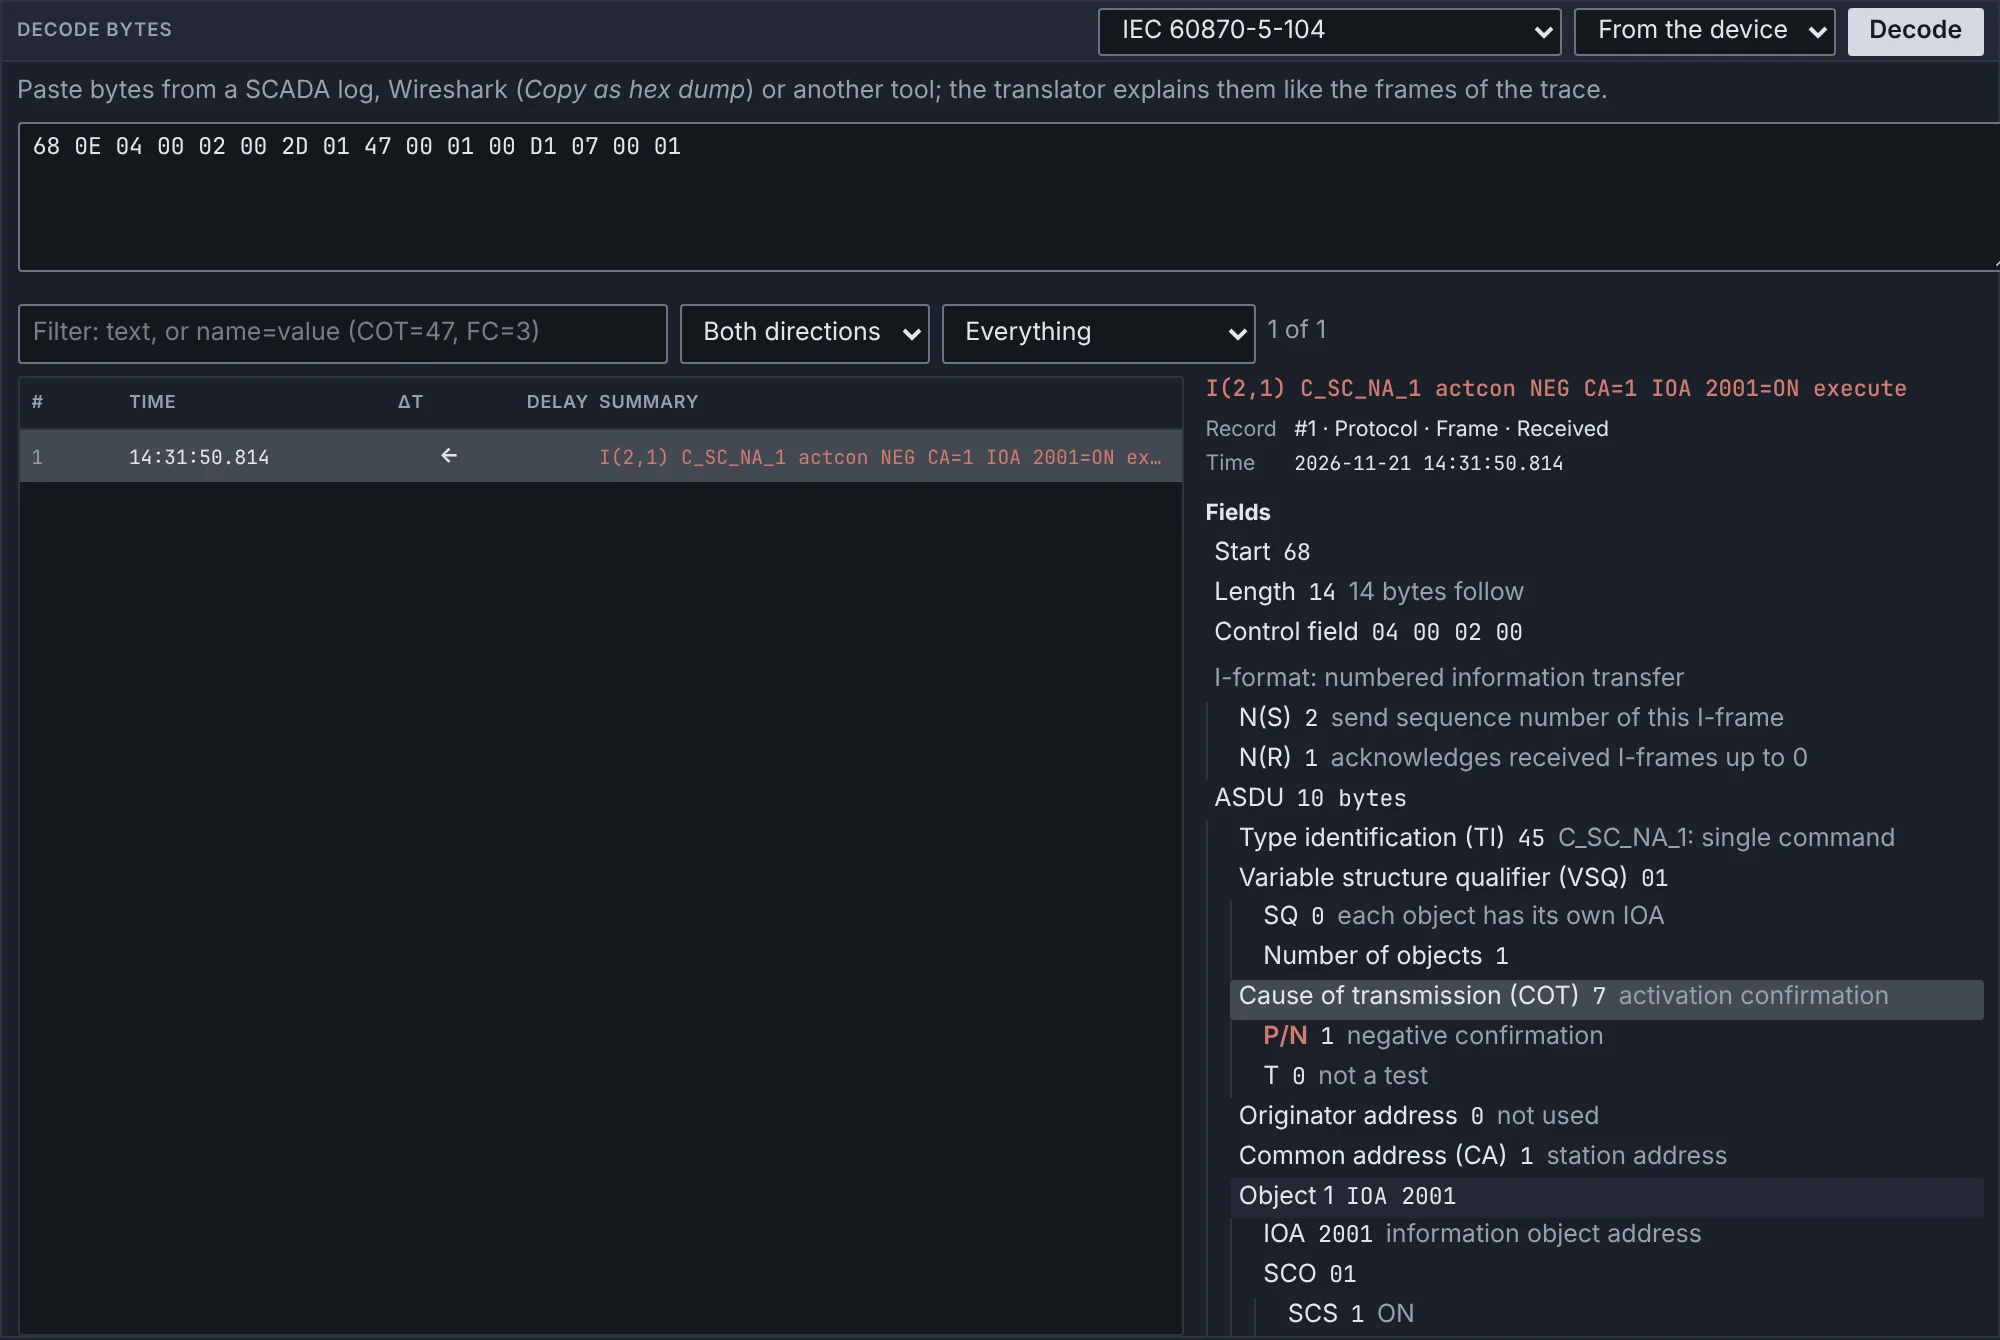 DECODE BYTES
IEC 60870-5-104
From the device
Decode
Paste bytes from a SCADA log, Wireshark (Copy as hex dump) or another tool; the translator explains them like the frames of the trace.
68 0E 04 00 02 00 2D 01 47 00 01 00 D1 07 00 01
Filter: text, or name=value (COT=47, FC=3)
Both directions
Everything
1 of 1
# TIME ΔT DELAY SUMMARY
1 14:31:50.814 ← I(2,1) C_SC_NA_1 actcon NEG CA=1 IOA 2001=ON ex…
I(2,1) C_SC_NA_1 actcon NEG CA=1 IOA 2001=ON execute
Record #1 · Protocol · Frame · Received
Time 2026-11-21 14:31:50.814
Fields
Start 68
Length 14 14 bytes follow
Control field 04 00 02 00
I-format: numbered information transfer
N(S) 2 send sequence number of this I-frame
N(R) 1 acknowledges received I-frames up to 0
ASDU 10 bytes
Type identification (TI) 45 C_SC_NA_1: single command
Variable structure qualifier (VSQ) 01
SQ 0 each object has its own IOA
Number of objects 1
Cause of transmission (COT) 7 activation confirmation
P/N 1 negative confirmation
T 0 not a test
Originator address 0 not used
Common address (CA) 1 station address
Object 1 IOA 2001
IOA 2001 information object address
SCO 01
SCS 1 ON